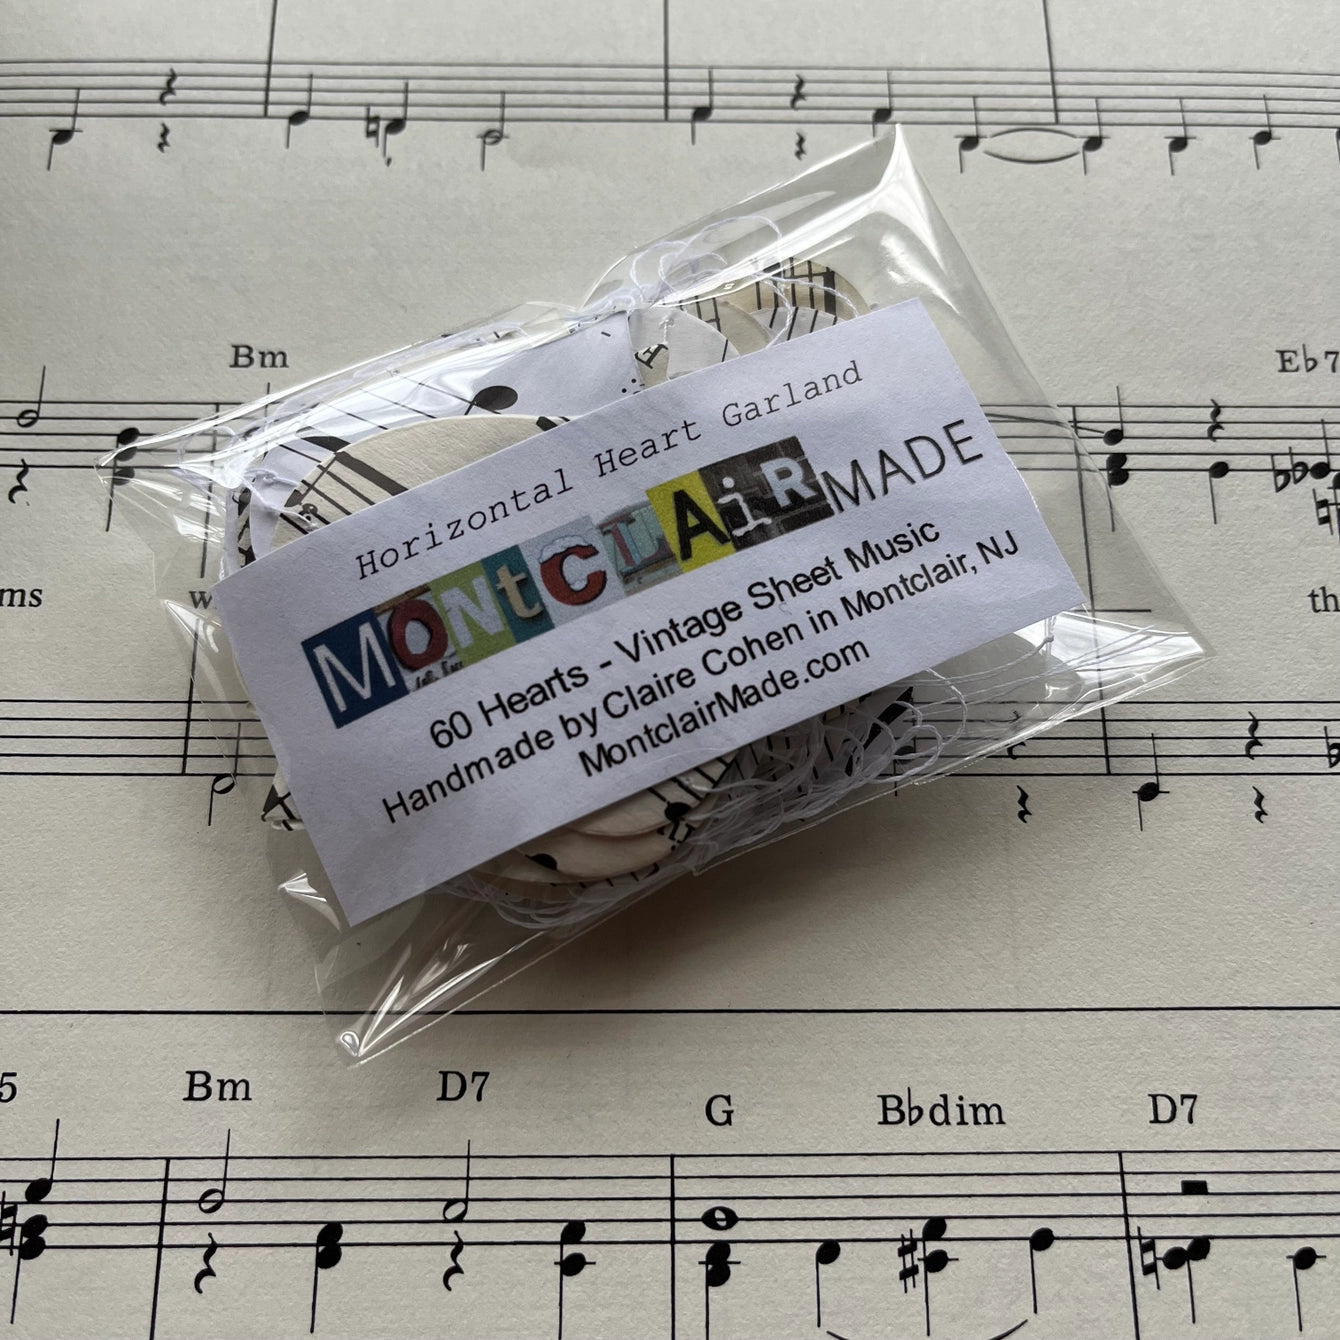 Bm
Eb7
ms
w
th
Horizontal Heart Garland
MONtCLAiRMADE
60 Hearts - Vintage Sheet Music
Handmade by Claire Cohen in Montclair, NJ
MontclairMade.com
5
Bm
D7
G
B♭dim
D7